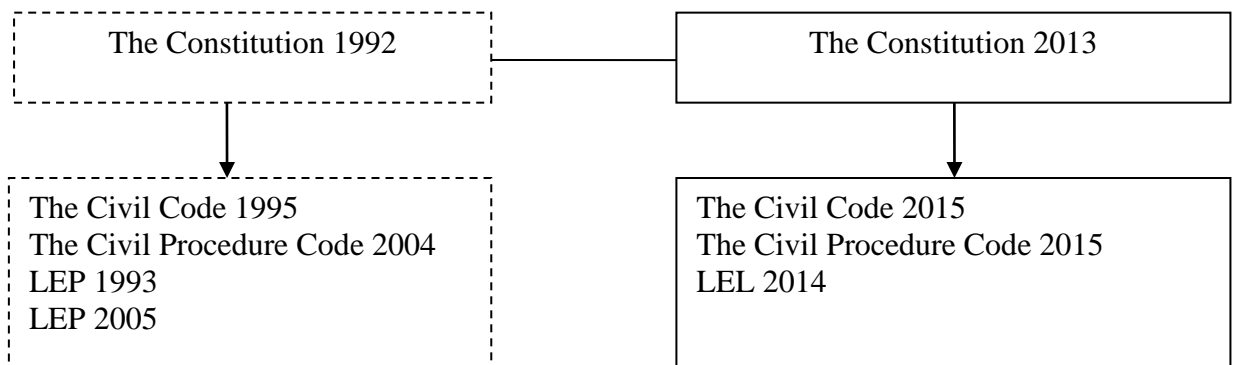 The Constitution 1992
The Constitution 2013
The Civil Code 1995
The Civil Procedure Code 2004
LEP 1993
LEP 2005
The Civil Code 2015
The Civil Procedure Code 2015
LEL 2014